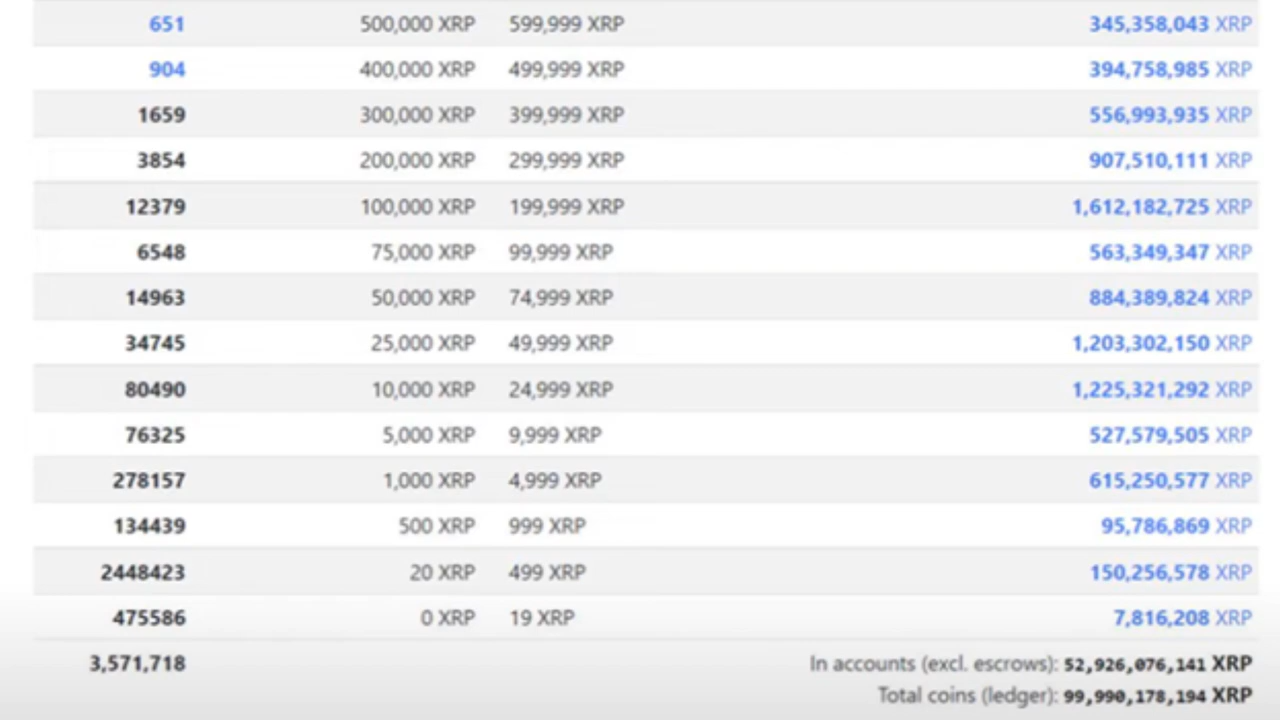 651 500,000 XRP 599,999 XRP 345,358,043 XRP
904 400,000 XRP 499,999 XRP 394,758,985 XRP
1659 300,000 XRP 399,999 XRP 556,993,935 XRP
3854 200,000 XRP 299,999 XRP 907,510,111 XRP
12379 100,000 XRP 199,999 XRP 1,612,182,725 XRP
6548 75,000 XRP 99,999 XRP 563,349,347 XRP
14963 50,000 XRP 74,999 XRP 884,389,824 XRP
34745 25,000 XRP 49,999 XRP 1,203,302,150 XRP
80490 10,000 XRP 24,999 XRP 1,225,321,292 XRP
76325 5,000 XRP 9,999 XRP 527,579,505 XRP
278157 1,000 XRP 4,999 XRP 615,250,577 XRP
134439 500 XRP 999 XRP 95,786,869 XRP
2448423 20 XRP 499 XRP 150,256,578 XRP
475586 0 XRP 19 XRP 7,816,208 XRP
3,571,718 In accounts (excl. escrows): 52,926,076,141 XRP
Total coins (ledger): 99,990,178,194 XRP